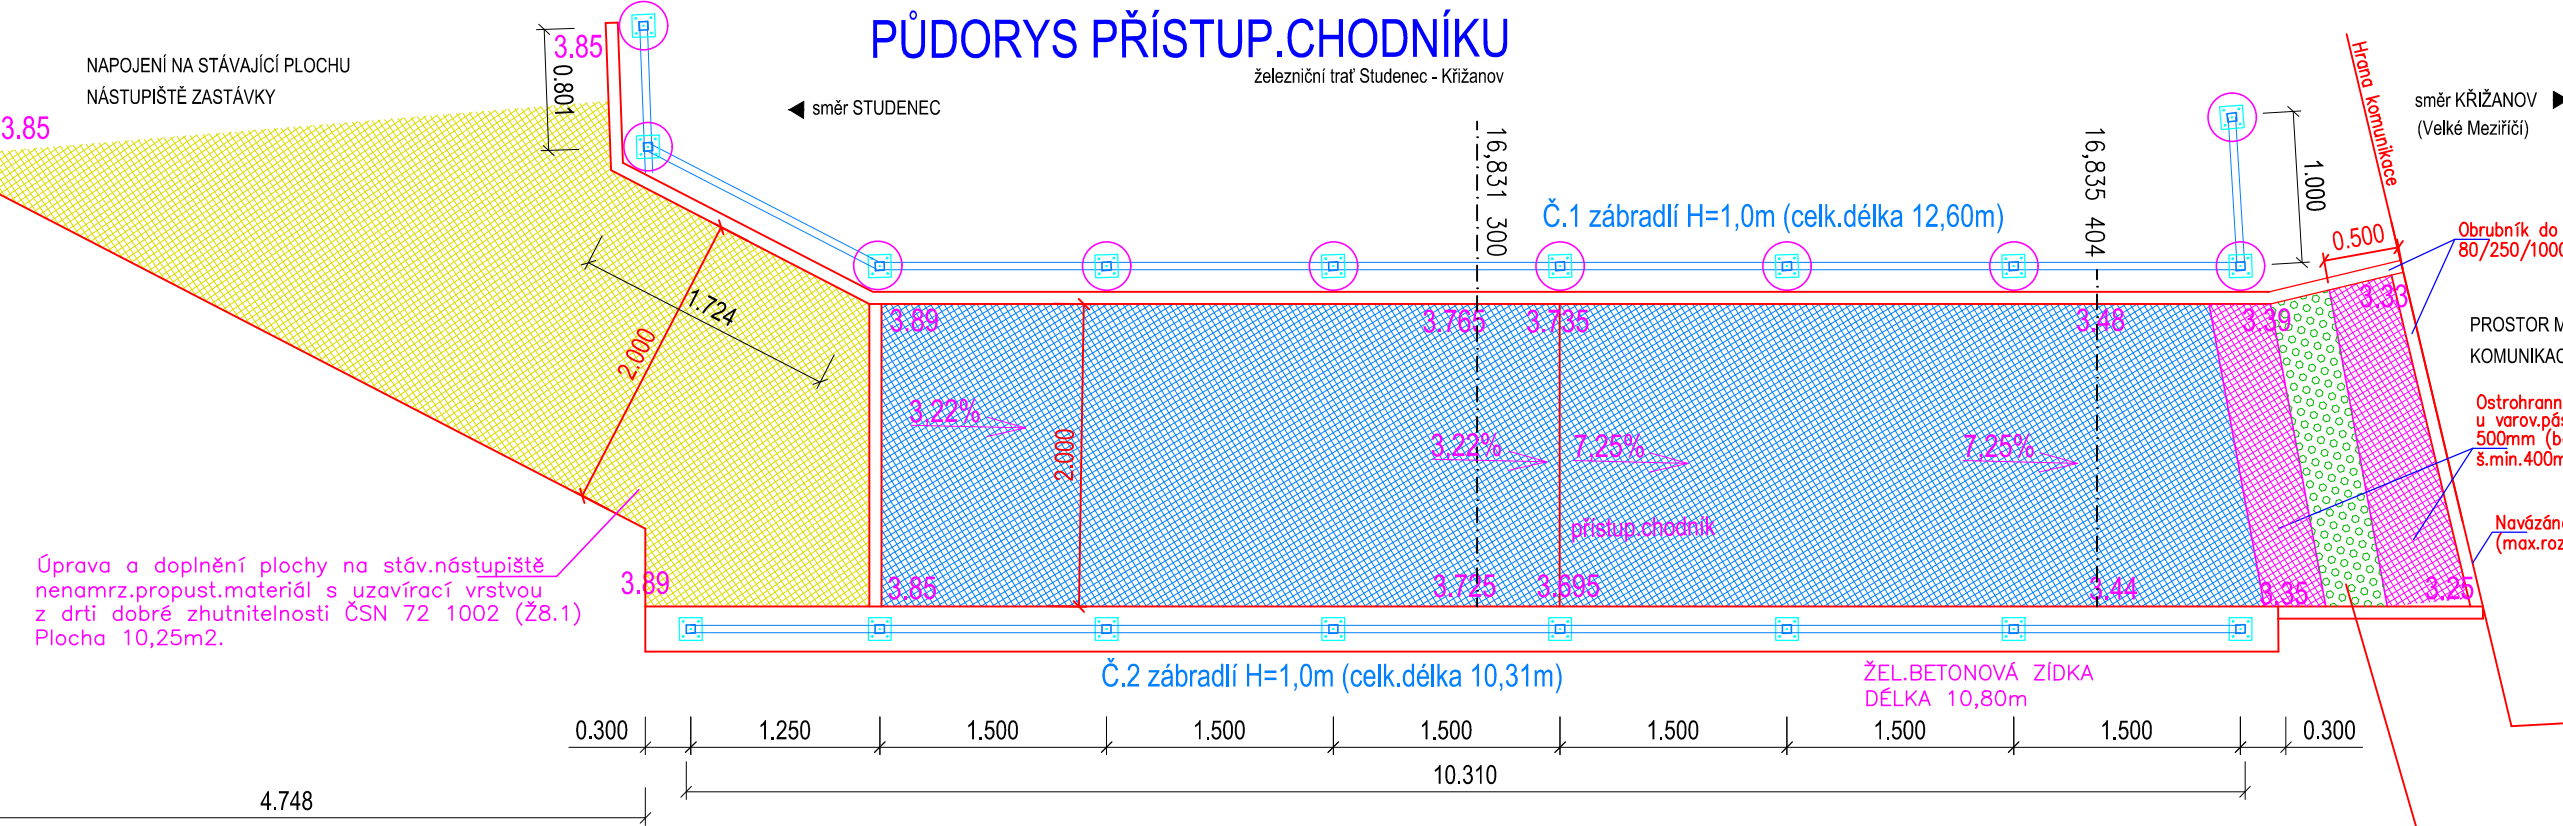 PŮDORYS PŘÍSTUP.CHODNÍKU
železniční trať Studenec - Křižanov
NAPOJENÍ NA STÁVAJÍCÍ PLOCHU
NÁSTUPIŠTĚ ZASTÁVKY
3.85
3.85
0.801
směr STUDENEC
směr KŘIŽANOV
(Velké Meziříčí)
Hrana komunikace
16,831 300
16,835 404
1.000
Č.1 zábradlí H=1,0m (celk.délka 12,60m)
0.500
Obrubník do
80/250/1000
1.724
2.000
3.89
3.765
3.735
3.48
3.39
3.33
PROSTOR
KOMUNIKAC
3,22%
2.000
3,22%
7,25%
7,25%
Ostrohrann
u varov.pás
500mm (b
š.min.400m
přístup.chodník
Navázán
(max.roz
Úprava a doplnění plochy na stáv.nástupiště
nenamrz.propust.materiál s uzavírací vrstvou
z drti dobré zhutnitelnosti ČSN 72 1002 (Ž8.1)
Plocha 10,25m2.
3.89
3.85
3.725
3.695
3.44
3.35
3.25
Č.2 zábradlí H=1,0m (celk.délka 10,31m)
ŽEL.BETONOVÁ ZÍDKA
DÉLKA 10,80m
0.300
1.250
1.500
1.500
1.500
1.500
1.500
1.500
0.300
10.310
4.748